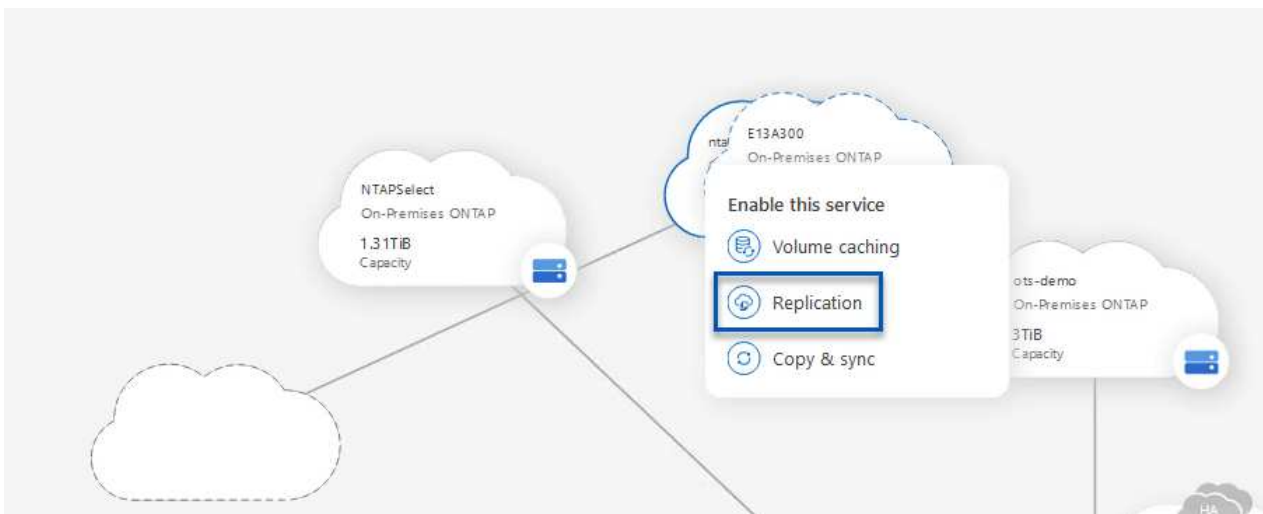 NTAPSelect
On-Premises ONTAP
1.31TiB
Capacity
E13A300
On-Premises ONTAP
Enable this service
Volume caching
Replication
Copy & sync
ots-demo
On-Premises ONTAP
3TiB
Capacity
HA